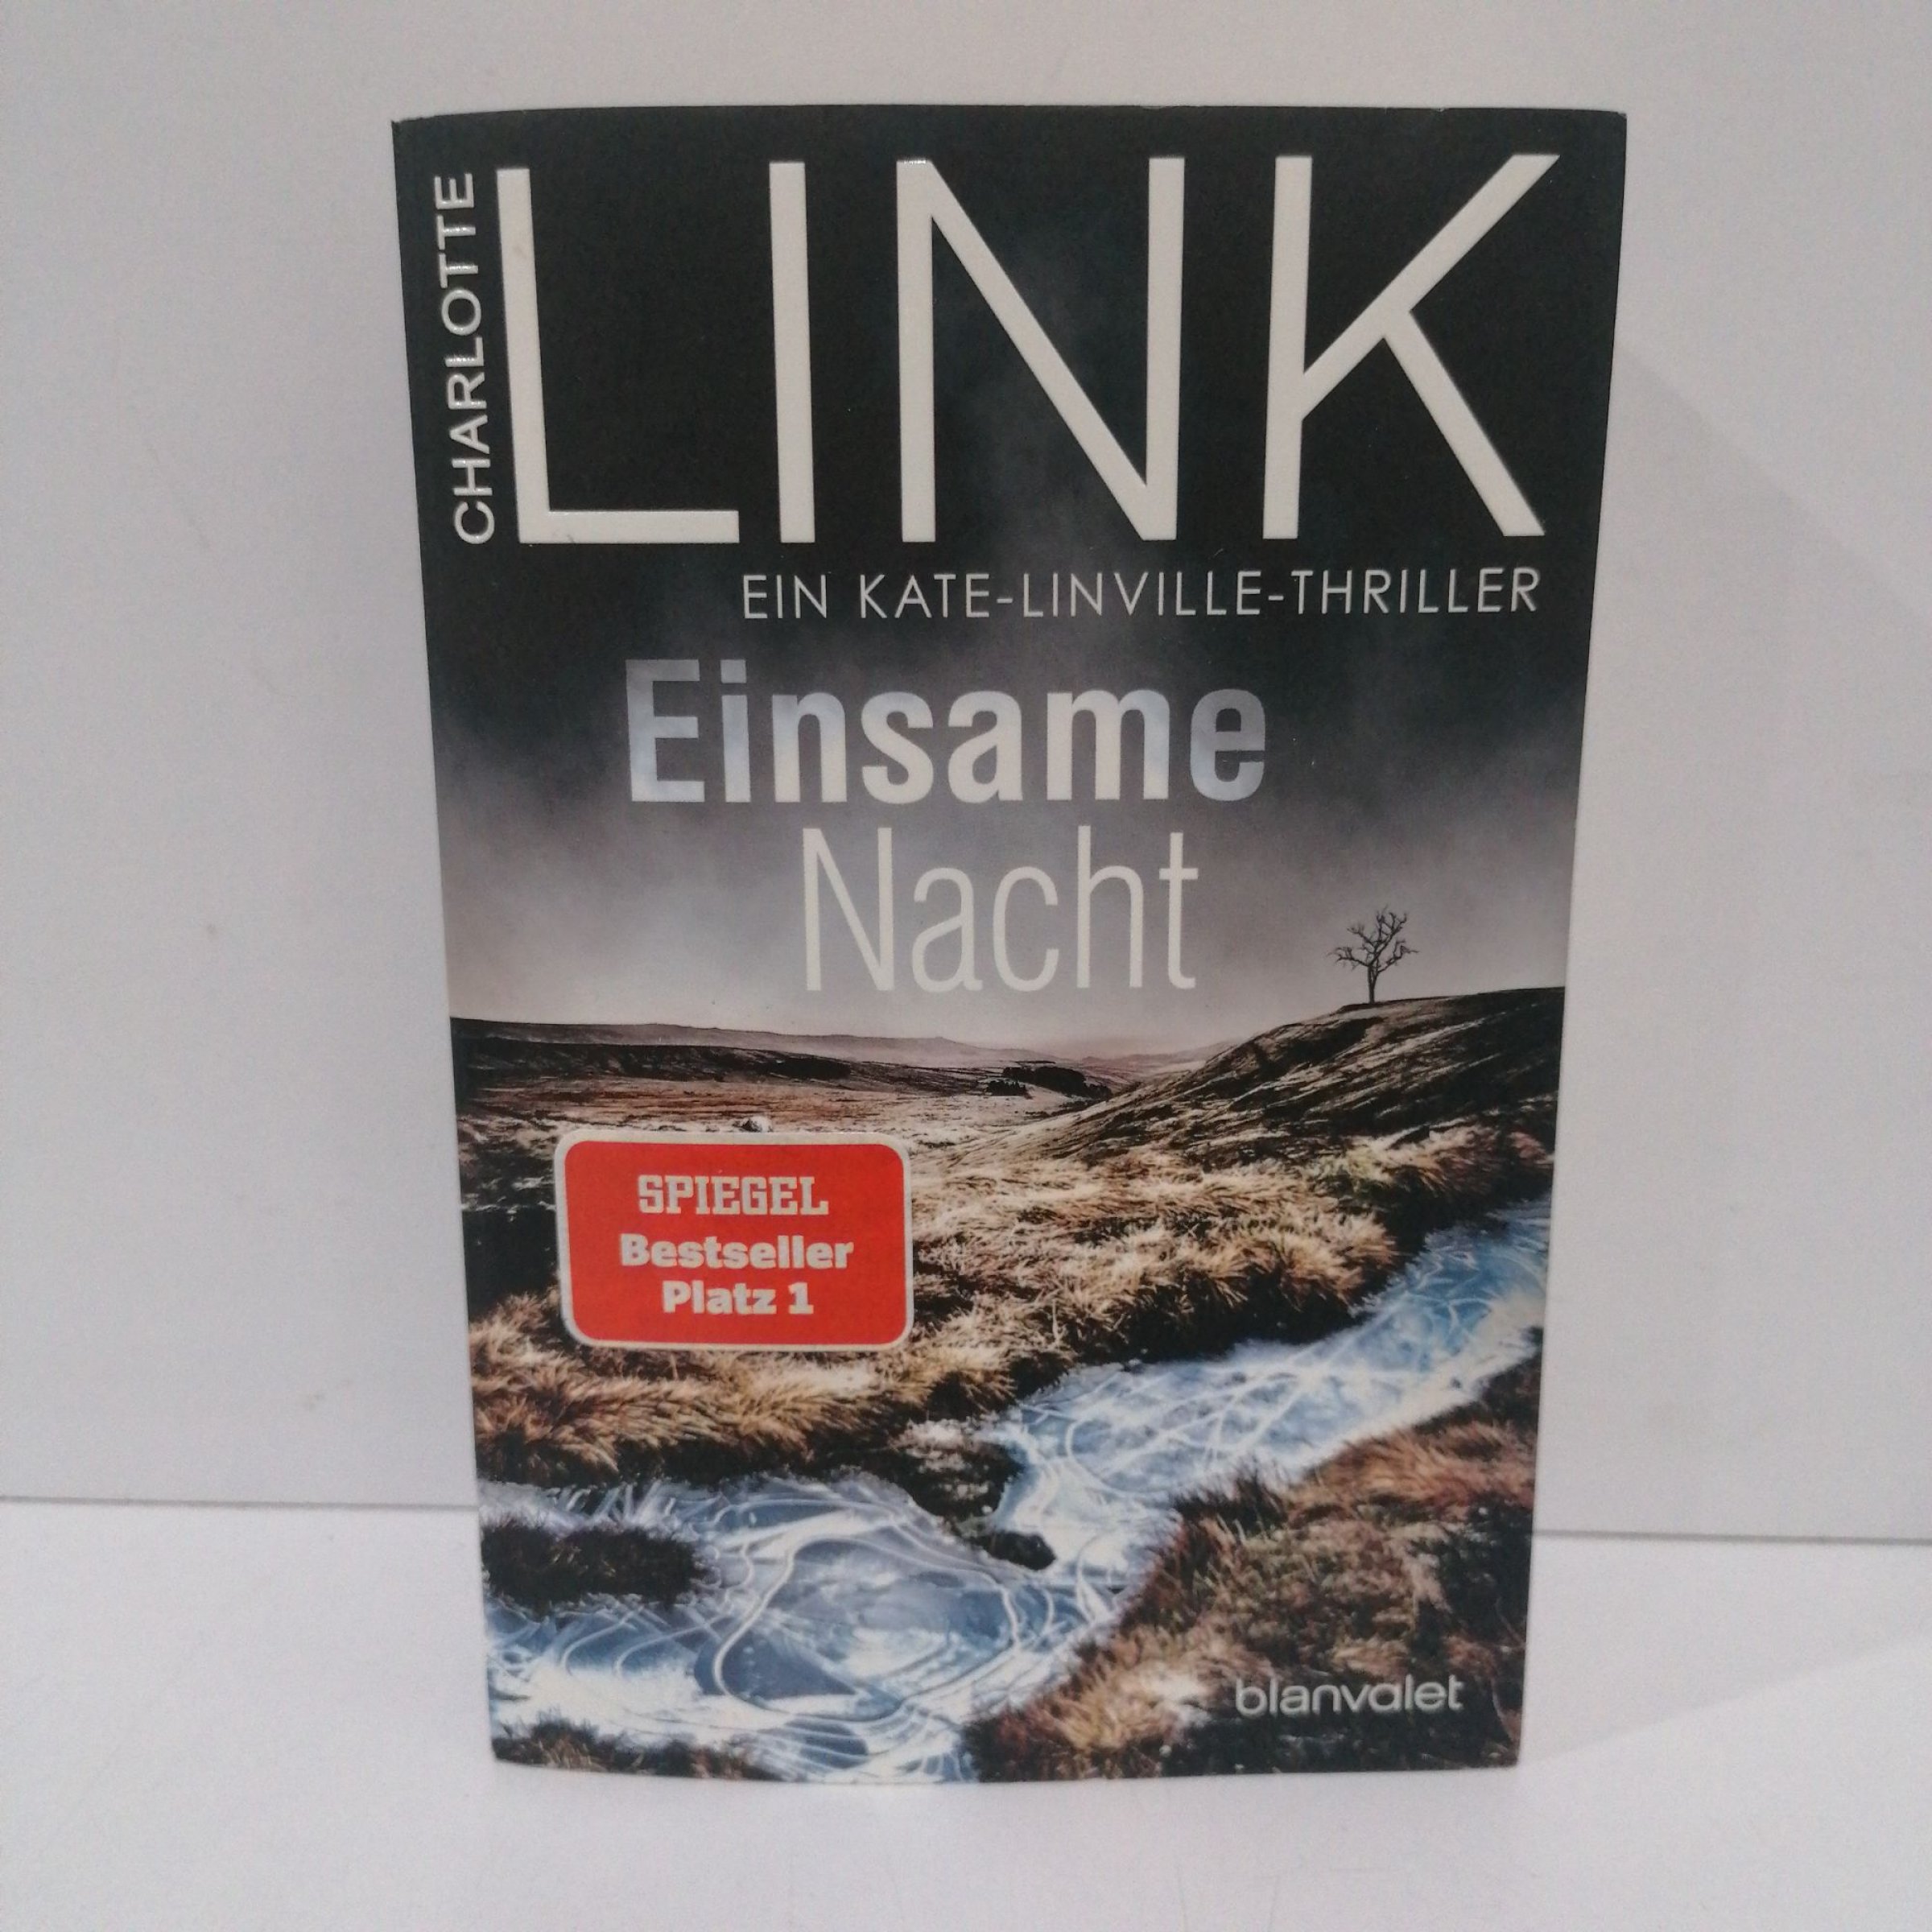 CHARLOTTE
LINK
EIN KATE-LINVILLE-THRILLER
Einsame
Nacht
SPIEGEL
Bestseller
Platz 1
blanvalet